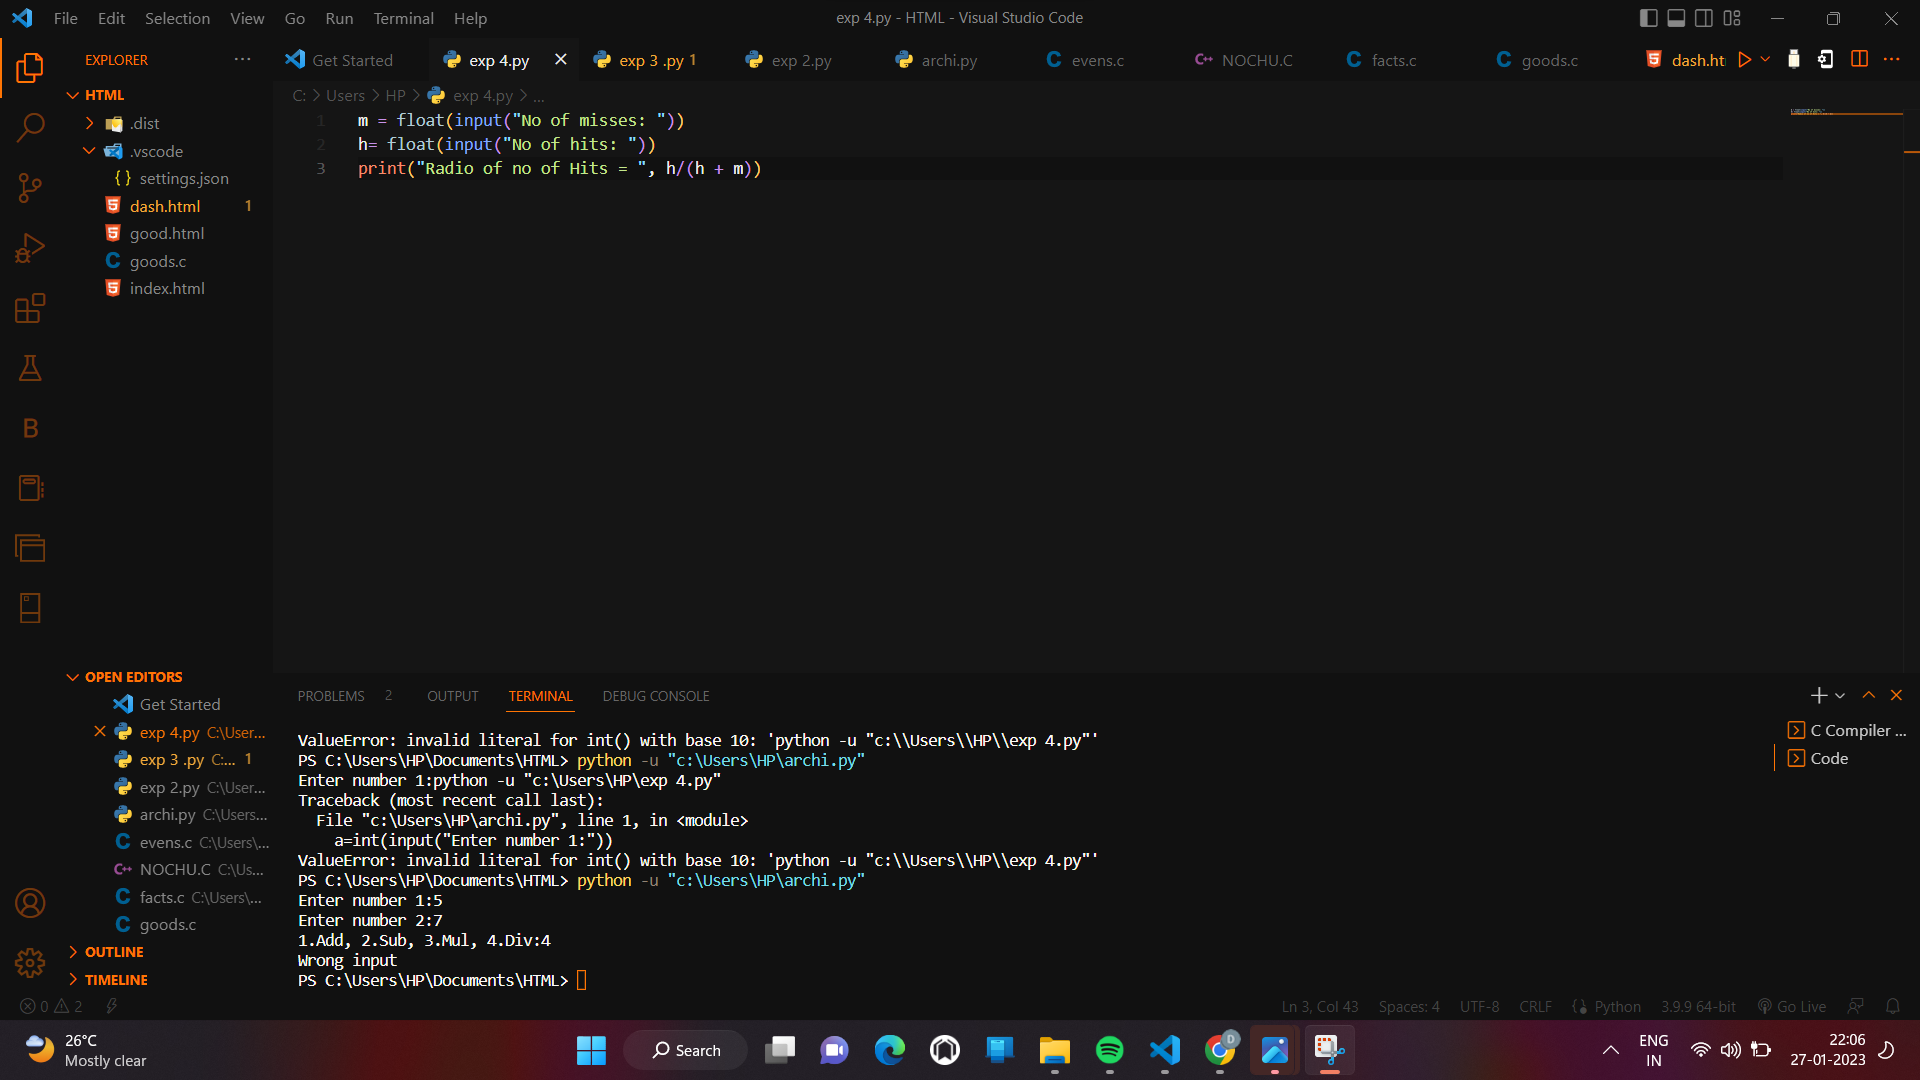 File Edit Selection View Go Run Terminal Help
exp 4.py - HTML - Visual Studio Code
EXPLORER
Get Started
exp 4.py
exp 3 .py 1
exp 2.py
archi.py
evens.c
NOCHU.C
facts.c
goods.c
dash.ht
C: > Users > HP > exp 4.py > ...
HTML
.dist
.vscode
{} settings.json
dash.html 1
good.html
goods.c
index.html
1 m = float(input("No of misses: "))
2 h= float(input("No of hits: "))
3 print("Radio of no of Hits = ", h/(h + m))
OPEN EDITORS
Get Started
exp 4.py C:\User...
exp 3 .py C:... 1
exp 2.py C:\User...
archi.py C:\Users...
evens.c C:\Users\...
NOCHU.C C:\Us...
facts.c C:\Users\...
goods.c
OUTLINE
TIMELINE
PROBLEMS 2 OUTPUT TERMINAL DEBUG CONSOLE
C Compiler ...
Code
ValueError: invalid literal for int() with base 10: 'python -u "c:\\Users\\HP\\exp 4.py"'
PS C:\Users\HP\Documents\HTML> python -u "c:\Users\HP\archi.py"
Enter number 1:python -u "c:\Users\HP\exp 4.py"
Traceback (most recent call last):
File "c:\Users\HP\archi.py", line 1, in <module>
a=int(input("Enter number 1:"))
ValueError: invalid literal for int() with base 10: 'python -u "c:\\Users\\HP\\exp 4.py"'
PS C:\Users\HP\Documents\HTML> python -u "c:\Users\HP\archi.py"
Enter number 1:5
Enter number 2:7
1.Add, 2.Sub, 3.Mul, 4.Div:4
Wrong input
PS C:\Users\HP\Documents\HTML>
0 2
Ln 3, Col 43 Spaces: 4 UTF-8 CRLF {} Python 3.9.9 64-bit Go Live
26°C
Mostly clear
Search
D
ENG
IN
22:06
27-01-2023